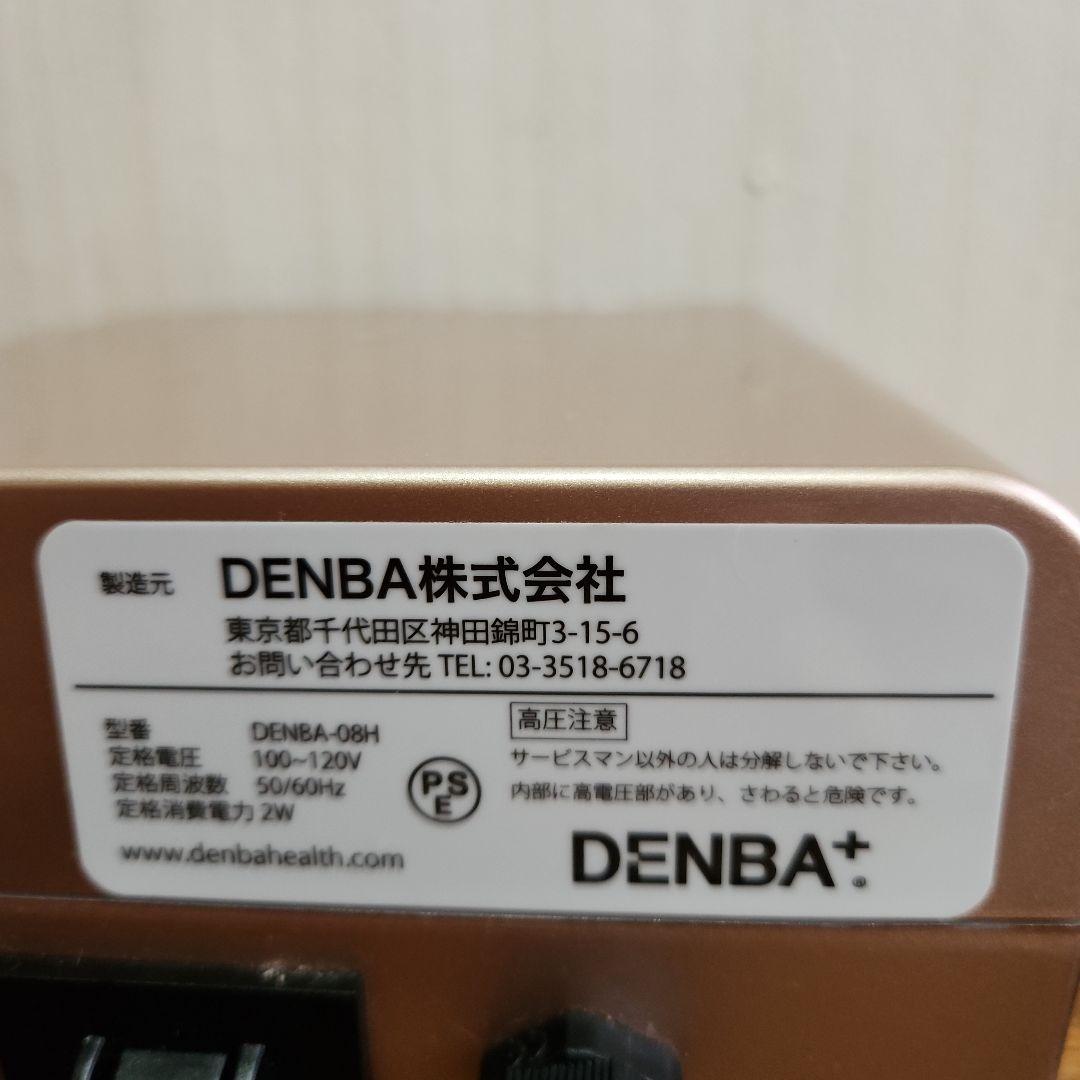 製造元 DENBA株式会社
東京都千代田区神田錦町3-15-6
お問い合わせ先 TEL: 03-3518-6718
型番 DENBA-08H
定格電圧 100~120V
定格周波数 50/60Hz
定格消費電力 2W
www.denbahealth.com
PSE
高圧注意
サービスマン以外の人は分解しないで下さい。
内部に高電圧部があり、さわると危険です。
DENBA+®